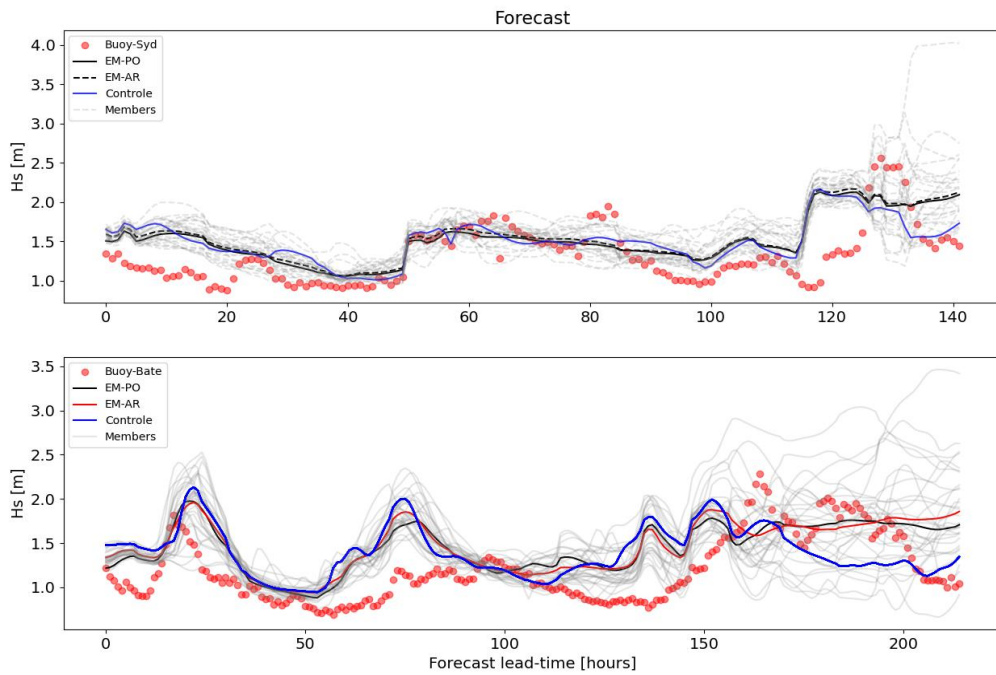 Forecast
Hs [m]
4.0
3.5
3.0
2.5
2.0
1.5
1.0
Buoy-Syd
EM-PO
EM-AR
Controle
Members
0 20 40 60 80 100 120 140
Hs [m]
3.5
3.0
2.5
2.0
1.5
1.0
Buoy-Bate
EM-PO
EM-AR
Controle
Members
0 50 100 150 200
Forecast lead-time [hours]